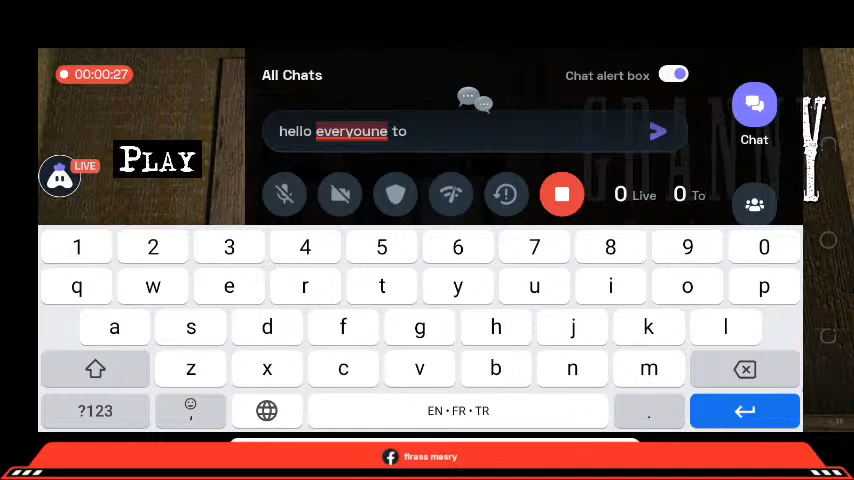 00:00:27
All Chats
Chat alert box
hello everyoune to
Chat
GRANNY
PLAY
LIVE
0 Live 0 To
1 2 3 4 5 6 7 8 9 0
q w e r t y u i o p
a s d f g h j k l
z x c v b n m
?123 , EN • FR • TR .
firass masry